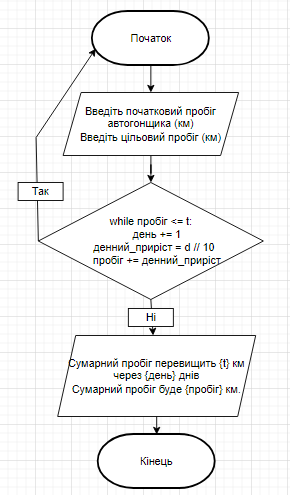 Початок
Введіть початковий пробіг
автогонщика (км)
Введіть цільовий пробіг (км)
Так
while пробіг <= t:
день += 1
денний_приріст = d // 10
пробіг += денний_приріст
Ні
Сумарний пробіг перевищить {t} км
через {день} днів
Сумарний пробіг буде {пробіг} км.
Кінець